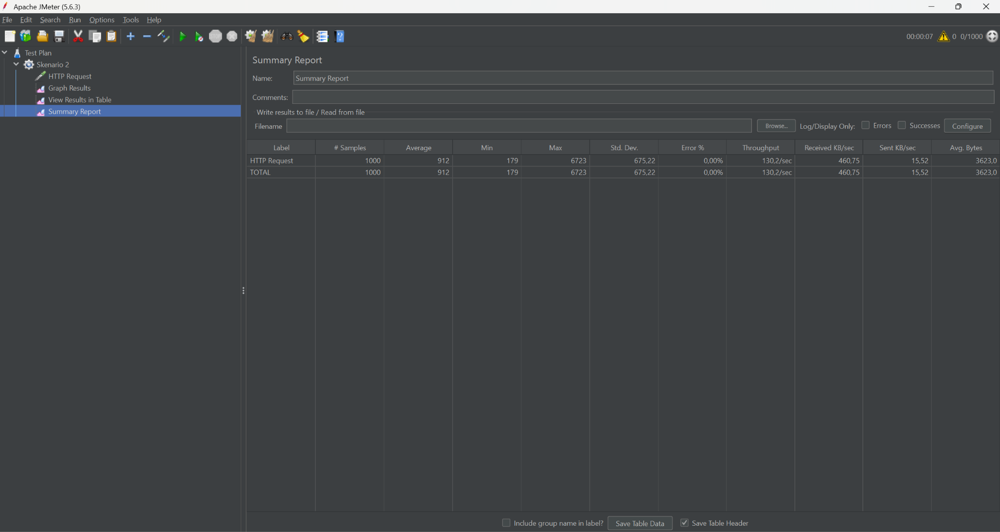 Apache JMeter (5.6.3)
File Edit Search Run Options Tools Help
00:00:07 0 0/1000
Test Plan
Skenario 2
HTTP Request
Graph Results
View Results in Table
Summary Report
Summary Report
Name: Summary Report
Comments:
Write results to file / Read from file
Filename Browse... Log/Display Only: Errors Successes Configure
Label # Samples Average Min Max Std. Dev. Error % Throughput Received KB/sec Sent KB/sec Avg. Bytes
HTTP Request 1000 912 179 6723 675,22 0,00% 130,2/sec 460,75 15,52 3623,0
TOTAL 1000 912 179 6723 675,22 0,00% 130,2/sec 460,75 15,52 3623,0
Include group name in label? Save Table Data Save Table Header